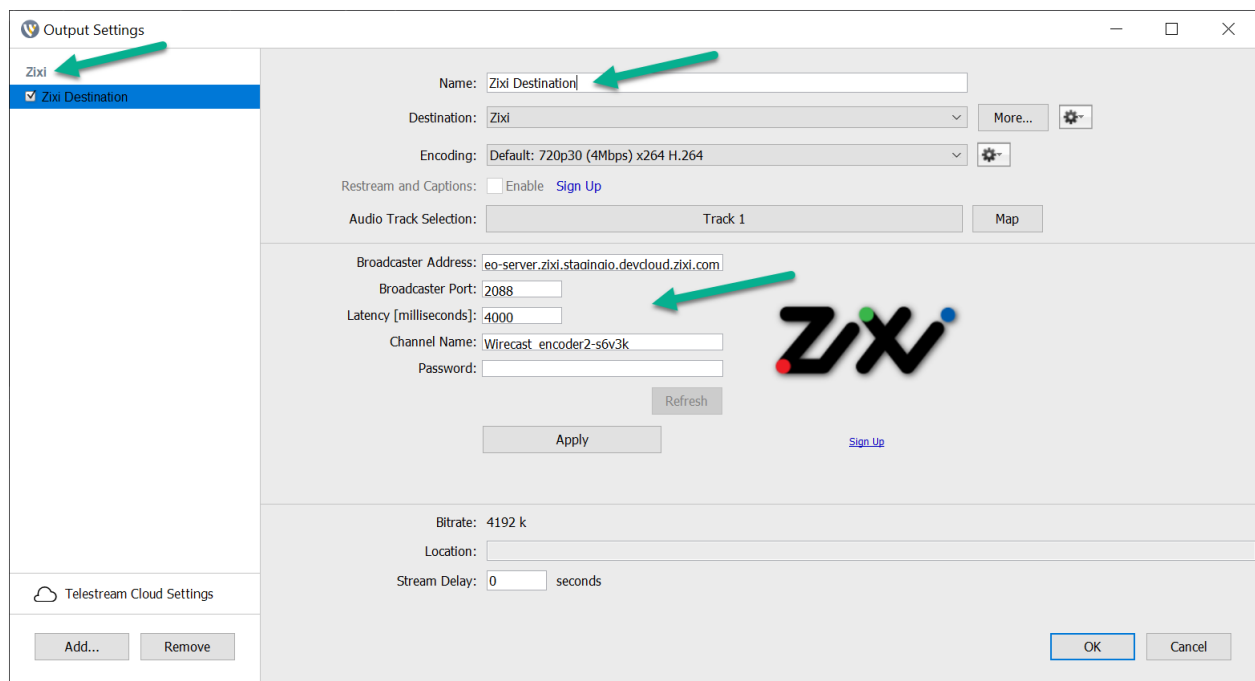 Output Settings
Zixi
Zixi Destination
Name: Zixi Destination
Destination: Zixi More...
Encoding: Default: 720p30 (4Mbps) x264 H.264
Restream and Captions: Enable Sign Up
Audio Track Selection: Track 1 Map
Broadcaster Address: eo-server.zixi.stagingio.devcloud.zixi.com
Broadcaster Port: 2088
Latency [milliseconds]: 4000
Channel Name: Wirecast_encoder2-s6v3k
Password:
Refresh
Apply
ZiXi
Sign Up
Bitrate: 4192 k
Location:
Stream Delay: 0 seconds
Telestream Cloud Settings
Add... Remove
OK Cancel